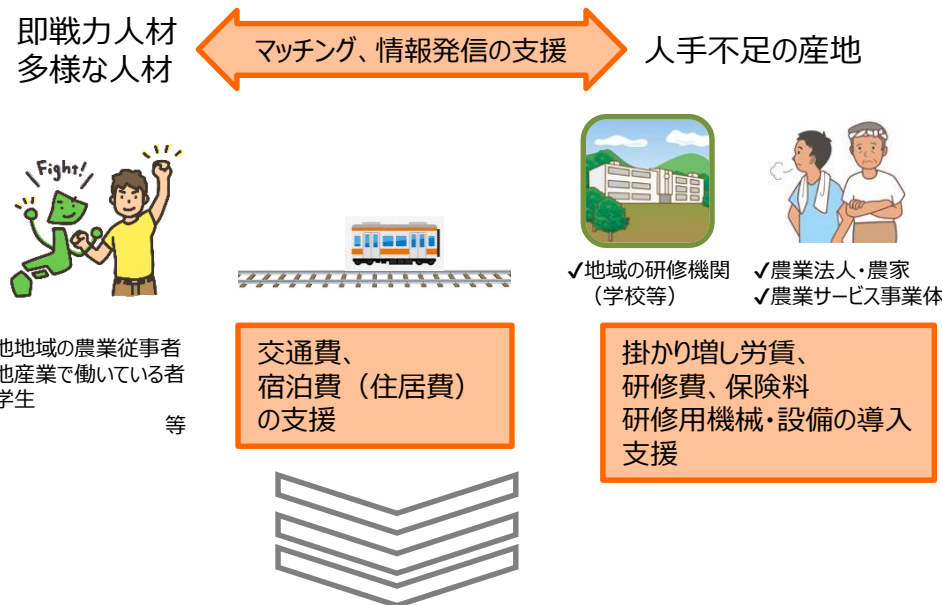 即戦力人材
多様な人材
マッチング、情報発信の支援
人手不足の産地
Fight!
✓地域の研修機関
（学校等）
✓農業法人・農家
✓農業サービス事業体
他地域の農業従事者
他産業で働いている者
学生
等
交通費、
宿泊費（住居費）
の支援
掛かり増し労賃、
研修費、保険料
研修用機械・設備の導入
支援